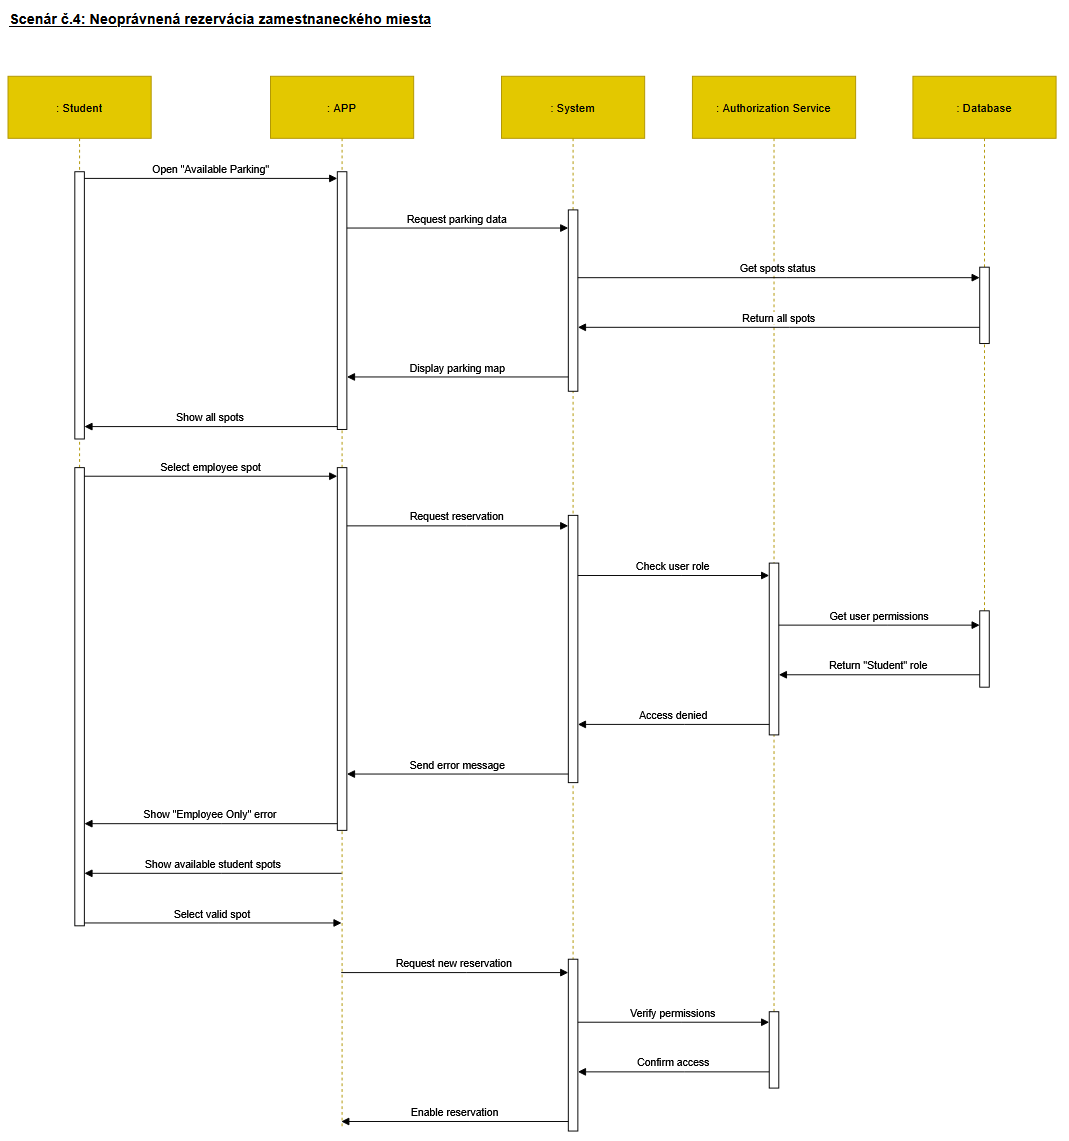 Scenár č.4: Neoprávnená rezervácia zamestnaneckého miesta
: Student
: APP
: System
: Authorization Service
: Database
Open "Available Parking"
Request parking data
Get spots status
Return all spots
Display parking map
Show all spots
Select employee spot
Request reservation
Check user role
Get user permissions
Return "Student" role
Access denied
Send error message
Show "Employee Only" error
Show available student spots
Select valid spot
Request new reservation
Verify permissions
Confirm access
Enable reservation